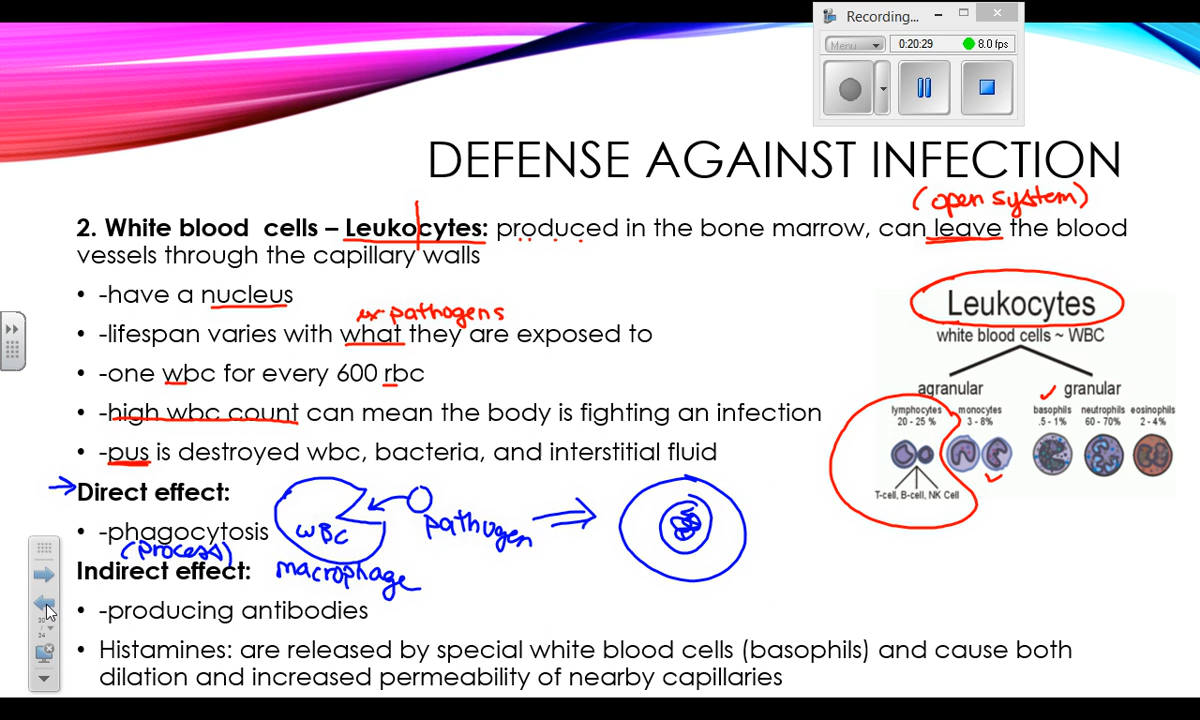 Recording...
Menu
0:20:29
8.0 fps
DEFENSE AGAINST INFECTION
(open system)
2. White blood cells – Leukocytes: produced in the bone marrow, can leave the blood
vessels through the capillary walls
• -have a nucleus
ex pathogens
• -lifespan varies with what they are exposed to
• -one wbc for every 600 rbc
• -high wbc count can mean the body is fighting an infection
• -pus is destroyed wbc, bacteria, and interstitial fluid
Direct effect:
• -phagocytosis
(process)
WBC
macrophage
pathogen
Indirect effect:
• -producing antibodies
• Histamines: are released by special white blood cells (basophils) and cause both
dilation and increased permeability of nearby capillaries
Leukocytes
white blood cells ~ WBC
agranular
granular
lymphocytes
20 - 25 %
monocytes
3 - 8%
basophils
.5 - 1%
neutrophils
60 - 70%
eosinophils
2 - 4%
T-cell, B-cell, NK Cell
30
/
34